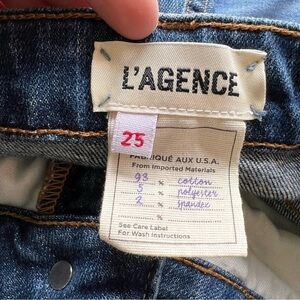 L'AGENCE
25
FABRIQUÉ AUX U.S.A.
From Imported Materials
93 % cotton
5 % polyester
2 % spandex
%
See Care Label
For Wash Instructions